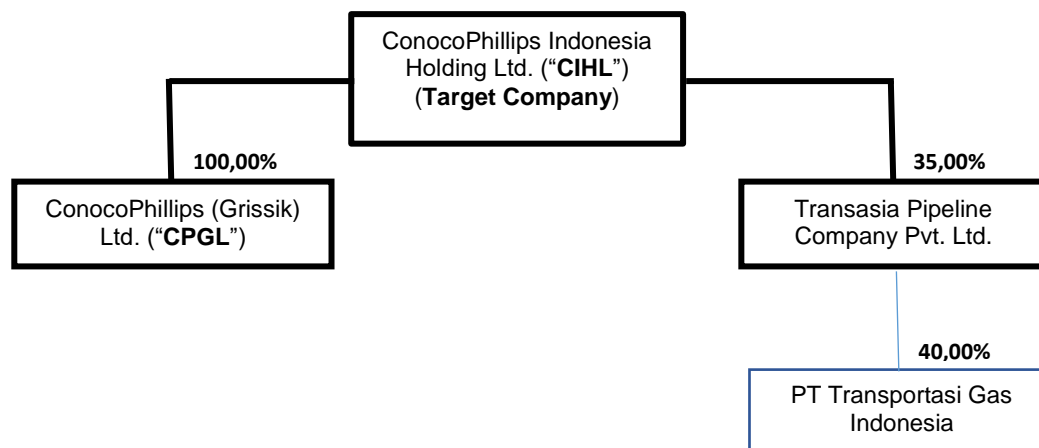 ConocoPhillips Indonesia
Holding Ltd. (“CIHL”)
(Target Company)
100,00%
35,00%
ConocoPhillips (Grissik)
Ltd. (“CPGL”)
Transasia Pipeline
Company Pvt. Ltd.
40,00%
PT Transportasi Gas
Indonesia